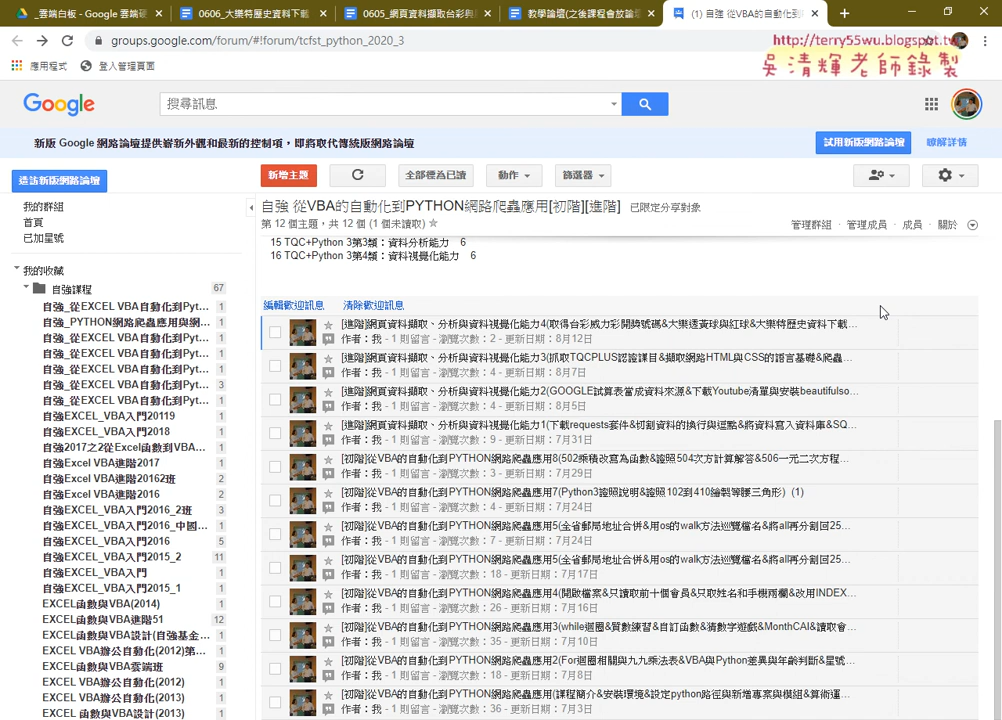 _雲端白板 - Google 雲端硬
0606_大樂特歷史資料下載
0605_網頁資料擷取台彩與
教學論壇(之後課程會放論壇
(1) 自強 從VBA的自動化到P
groups.google.com/forum/#!forum/tcfst_python_2020_3
http://terry55wu.blogspot.tw
應用程式
登入管理頁面
吳清輝老師錄製
Google
搜尋訊息
新版 Google 網路論壇提供嶄新外觀和最新的控制項，即將取代傳統版網路論壇
試用新版網路論壇
瞭解詳情
造訪新版網路論壇
新增主題
全部標為已讀
動作
篩選器
我的群組
首頁
已加星號
自強 從VBA的自動化到PYTHON網路爬蟲應用[初階][進階] 已限定分享對象
第 12 個主題，共 12 個 (1 個未讀取)
管理群組 · 管理成員 · 成員 · 關於
15 TQC+Python 3第3類：資料分析能力 6
16 TQC+Python 3第4類：資料視覺化能力 6
我的收藏
自強課程 67
自強_從EXCEL VBA自動化到Pyt... 1
自強_PYTHON網路爬蟲應用與網... 1
自強_從EXCEL VBA自動化到Pyt... 1
自強_從EXCEL VBA自動化到Pyt... 1
自強_從EXCEL VBA自動化到Pyt... 1
自強_從EXCEL VBA自動化到Pyt... 3
自強_從EXCEL VBA自動化到Pyt... 1
自強EXCEL_VBA入門20119 1
自強EXCEL_VBA入門2018 1
自強2017之2從Excel函數到VBA... 1
自強Excel VBA進階2017 1
自強Excel VBA進階20162班 2
自強Excel VBA進階2016 2
自強EXCEL_VBA入門2016_2班 3
自強EXCEL_VBA入門2016_中國... 1
自強EXCEL_VBA入門2016 5
自強EXCEL_VBA入門2015_2 11
自強EXCEL_VBA入門 1
自強EXCEL_VBA入門2015_1 1
EXCEL函數與VBA(2014) 1
EXCEL函數與VBA進階51 12
EXCEL函數與VBA設計(自強基金... 4
EXCEL VBA辦公自動化(2012)第... 1
EXCEL函數與VBA雲端班 9
EXCEL VBA辦公自動化(2012) 1
EXCEL VBA辦公自動化(2013) 1
EXCEL函數與VBA設計(2013) 1
編輯歡迎訊息 清除歡迎訊息
[進階]網頁資料擷取、分析與資料視覺化能力4(取得台彩威力彩開獎號碼&大樂透黃球與紅球&大樂特歷史資料下載...
作者：我 - 1 則留言 - 瀏覽次數：2 - 更新日期：8月12日
[進階]網頁資料擷取、分析與資料視覺化能力3(抓取TQCPLUS認證課目&擷取網路HTML與CSS的語言基礎&爬蟲...
作者：我 - 1 則留言 - 瀏覽次數：4 - 更新日期：8月7日
[進階]網頁資料擷取、分析與資料視覺化能力2(GOOGLE試算表當成資料來源&下載Youtube清單與安裝beautifulso...
作者：我 - 1 則留言 - 瀏覽次數：4 - 更新日期：8月5日
[進階]網頁資料擷取、分析與資料視覺化能力1(下載requests套件&切割資料的換行與逗點&將資料寫入資料庫&SQ...
作者：我 - 1 則留言 - 瀏覽次數：9 - 更新日期：7月31日
[初階]從VBA的自動化到PYTHON網路爬蟲應用8(502乘積改寫為函數&證照504次方計算解答&506一元二次方程...
作者：我 - 1 則留言 - 瀏覽次數：3 - 更新日期：7月29日
[初階]從VBA的自動化到PYTHON網路爬蟲應用7(Python3證照說明&證照102到410繪製等腰三角形) (1)
作者：我 - 1 則留言 - 瀏覽次數：4 - 更新日期：7月24日
[初階]從VBA的自動化到PYTHON網路爬蟲應用5(全省郵局地址合併&用os的walk方法巡覽檔名&將all再分割回25...
作者：我 - 1 則留言 - 瀏覽次數：7 - 更新日期：7月24日
[初階]從VBA的自動化到PYTHON網路爬蟲應用5(全省郵局地址合併&用os的walk方法巡覽檔名&將all再分割回25...
作者：我 - 1 則留言 - 瀏覽次數：18 - 更新日期：7月17日
[初階]從VBA的自動化到PYTHON網路爬蟲應用4(開啟檔案&只讀取前十個會員&只取姓名和手機兩欄&改用INDEX...
作者：我 - 1 則留言 - 瀏覽次數：26 - 更新日期：7月16日
[初階]從VBA的自動化到PYTHON網路爬蟲應用3(while迴圈&質數練習&自訂函數&猜數字遊戲&MonthCAl&讀取會...
作者：我 - 1 則留言 - 瀏覽次數：35 - 更新日期：7月10日
[初階]從VBA的自動化到PYTHON網路爬蟲應用2(For迴圈相關與九九乘法表&VBA與Python差異與年齡判斷&星號...
作者：我 - 1 則留言 - 瀏覽次數：18 - 更新日期：7月8日
[初階]從VBA的自動化到PYTHON網路爬蟲應用(課程簡介&安裝環境&設定python路徑與新增專案與模組&算術運...
作者：我 - 1 則留言 - 瀏覽次數：36 - 更新日期：7月3日